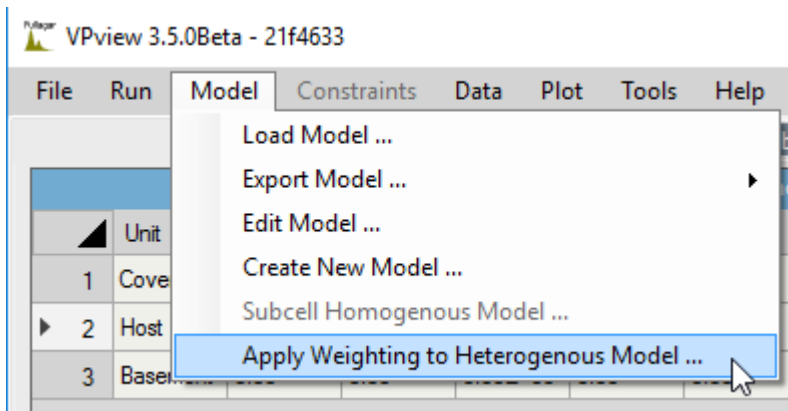 VPview 3.5.0Beta - 21f4633
File Run Model Constraints Data Plot Tools Help
Load Model ...
Export Model ...
Edit Model ...
Create New Model ...
Subcell Homogenous Model ...
Apply Weighting to Heterogenous Model ...
Unit
1 Cove
2 Host
3